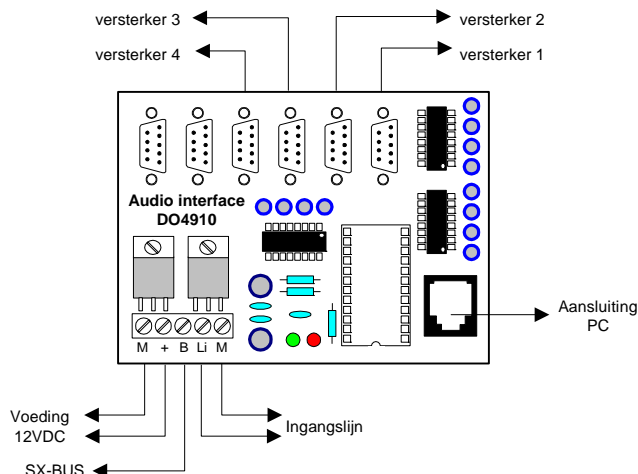 versterker 3
versterker 2
versterker 4
versterker 1
Audio interface
DO4910
M + B Li M
Aansluiting
PC
Voeding
12VDC
Ingangslijn
SX-BUS